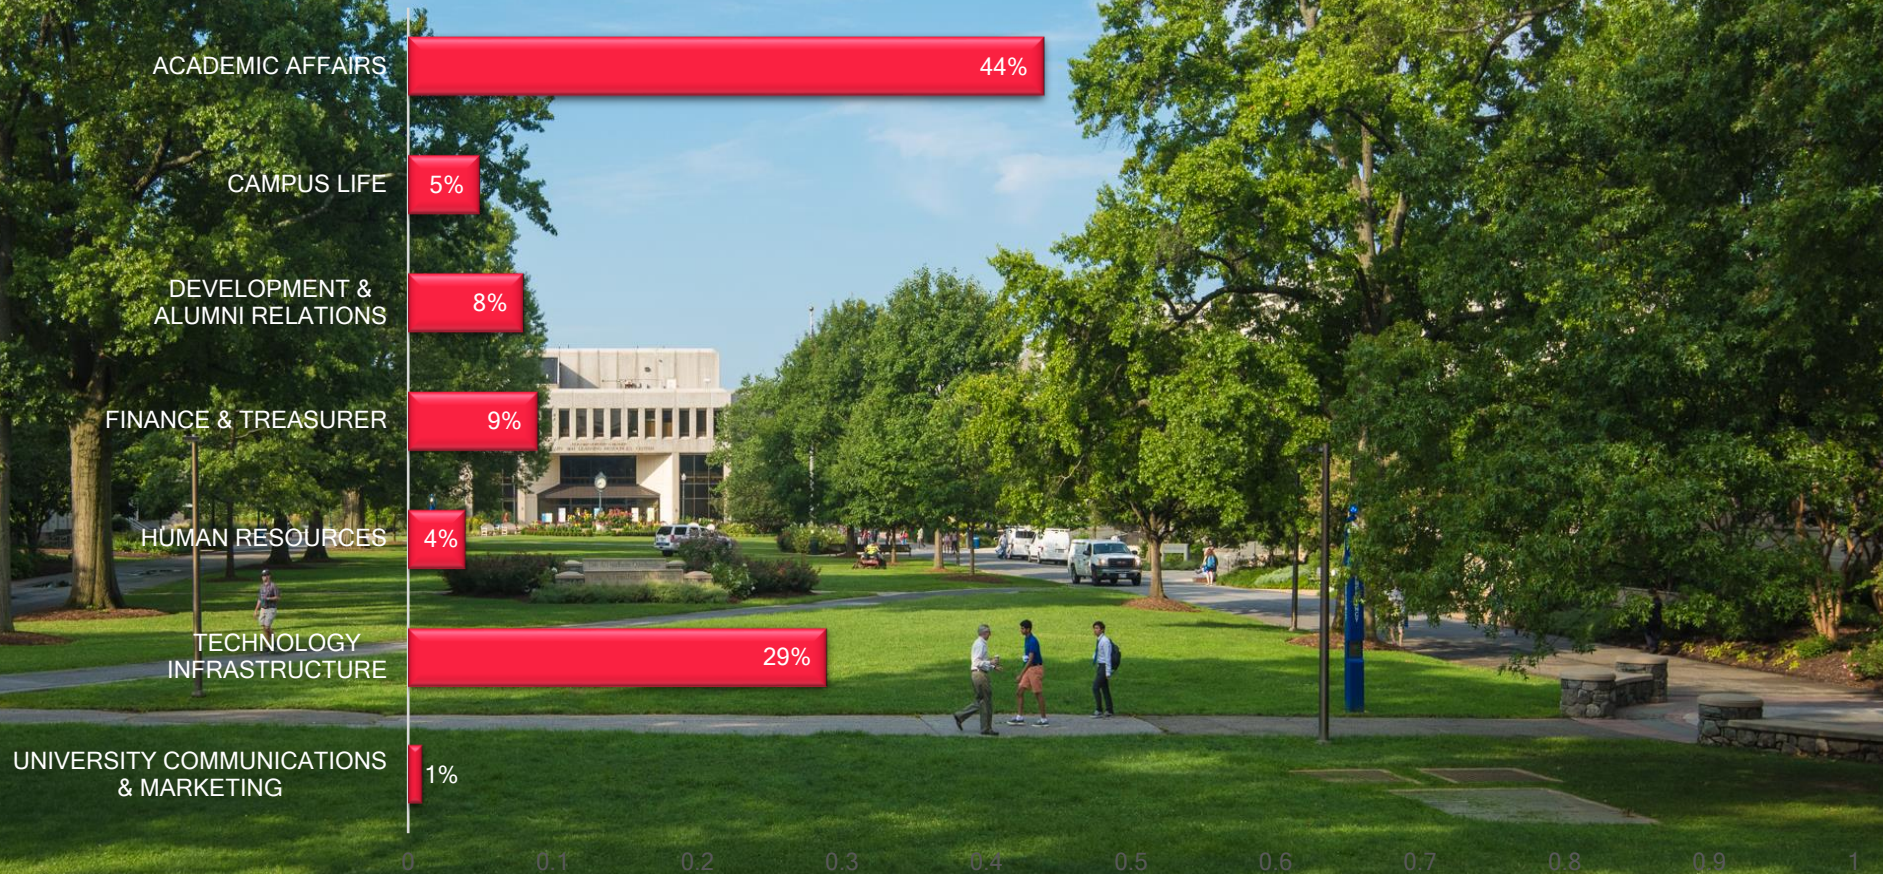 ACADEMIC AFFAIRS
44%
CAMPUS LIFE
5%
DEVELOPMENT &
ALUMNI RELATIONS
8%
FINANCE & TREASURER
9%
HUMAN RESOURCES
4%
TECHNOLOGY
INFRASTRUCTURE
29%
UNIVERSITY COMMUNICATIONS
& MARKETING
1%
0 0.1 0.2 0.3 0.4 0.5 0.6 0.7 0.8 0.9 1